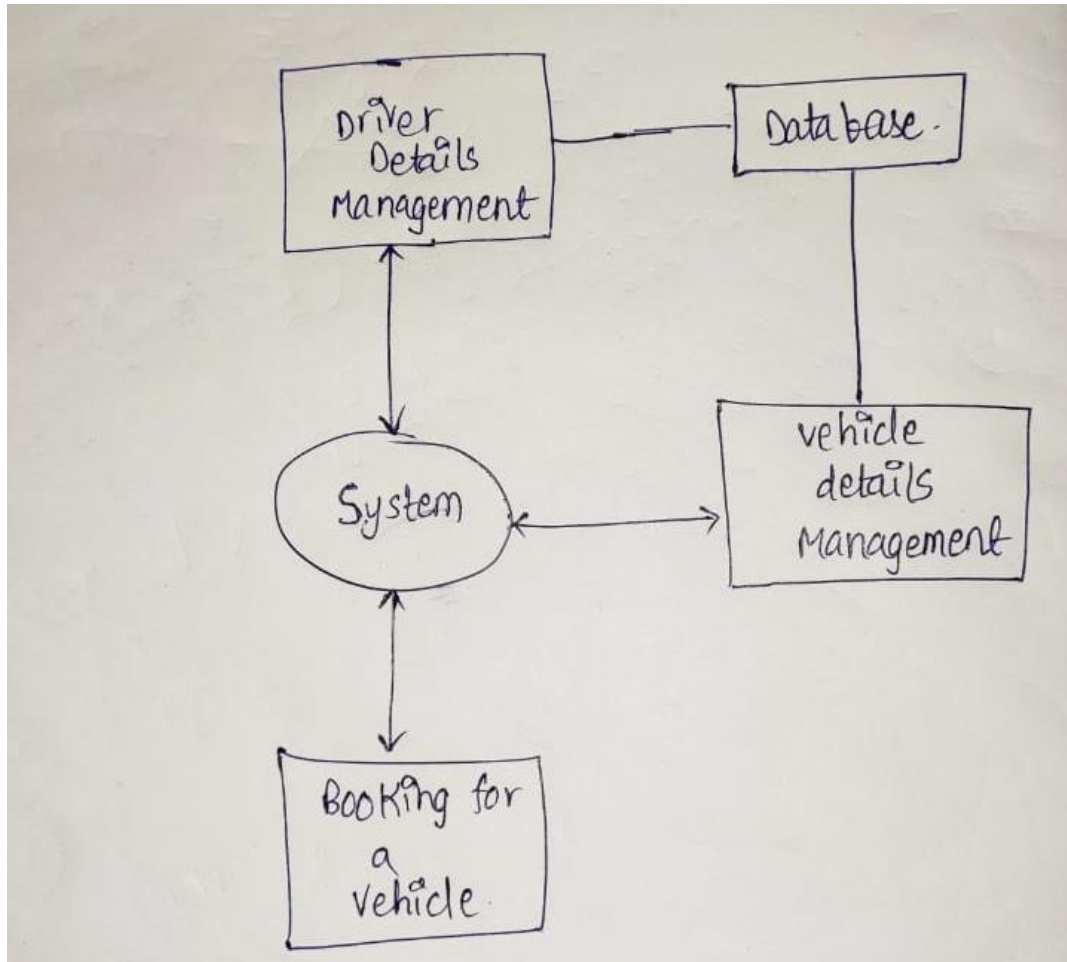 Driver
Details
Management
Database.
System
vehicle
details
Management
Booking for
a
vehicle.